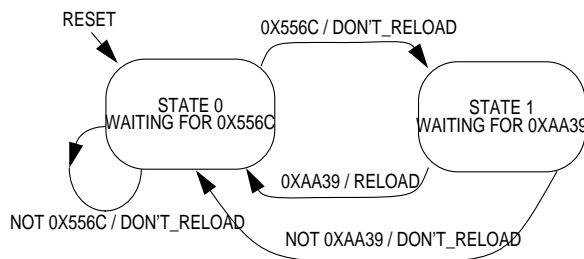 RESET
0X556C / DON'T_RELOAD
STATE 0
WAITING FOR 0X556C
STATE 1
WAITING FOR 0XAA39
0XAA39 / RELOAD
NOT 0X556C / DON'T_RELOAD
NOT 0XAA39 / DON'T_RELOAD